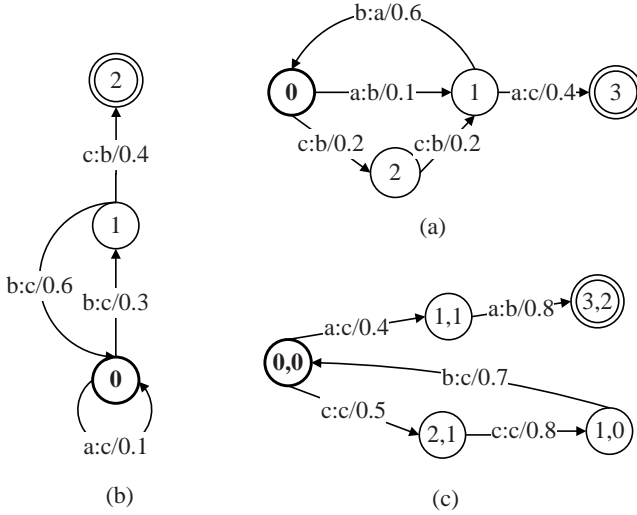 b:a/0.6
0
a:b/0.1
1
a:c/0.4
3
c:b/0.2
c:b/0.2
2
(a)
2
c:b/0.4
1
b:c/0.6
b:c/0.3
0
a:c/0.1
(b)
3,2
a:b/0.8
1,1
a:c/0.4
0,0
b:c/0.7
c:c/0.5
2,1
c:c/0.8
1,0
(c)